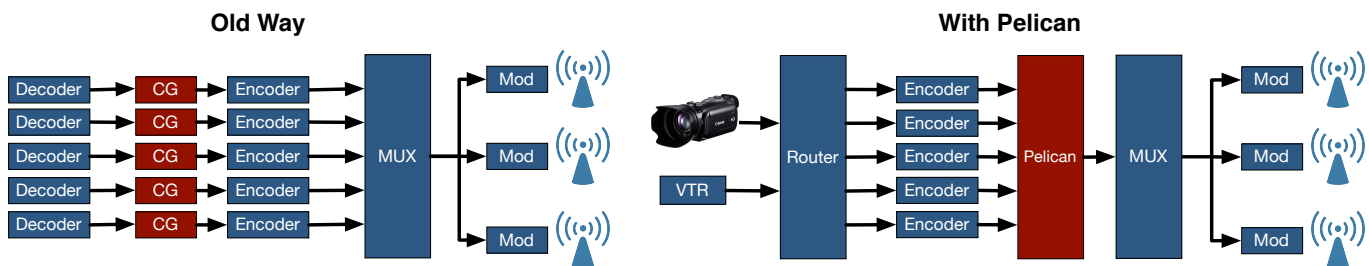 Old Way
Decoder CG Encoder
Decoder CG Encoder
Decoder CG Encoder
Decoder CG Encoder
Decoder CG Encoder
MUX
Mod
Mod
Mod
With Pelican
VTR
Router
Encoder
Encoder
Encoder
Encoder
Encoder
Pelican
MUX
Mod
Mod
Mod